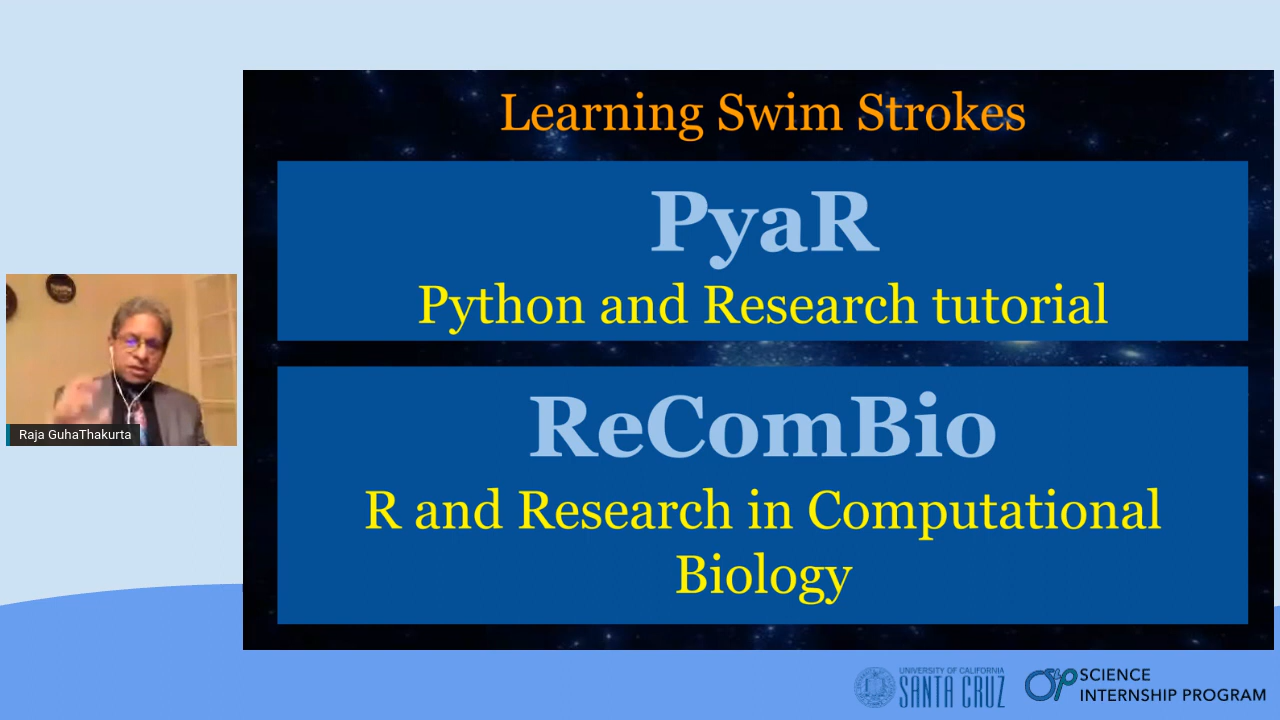 Learning Swim Strokes
PyaR
Python and Research tutorial
ReComBio
R and Research in Computational
Biology
Raja GuhaThakurta
UNIVERSITY OF CALIFORNIA
SANTA CRUZ
SIP
SCIENCE
INTERNSHIP PROGRAM